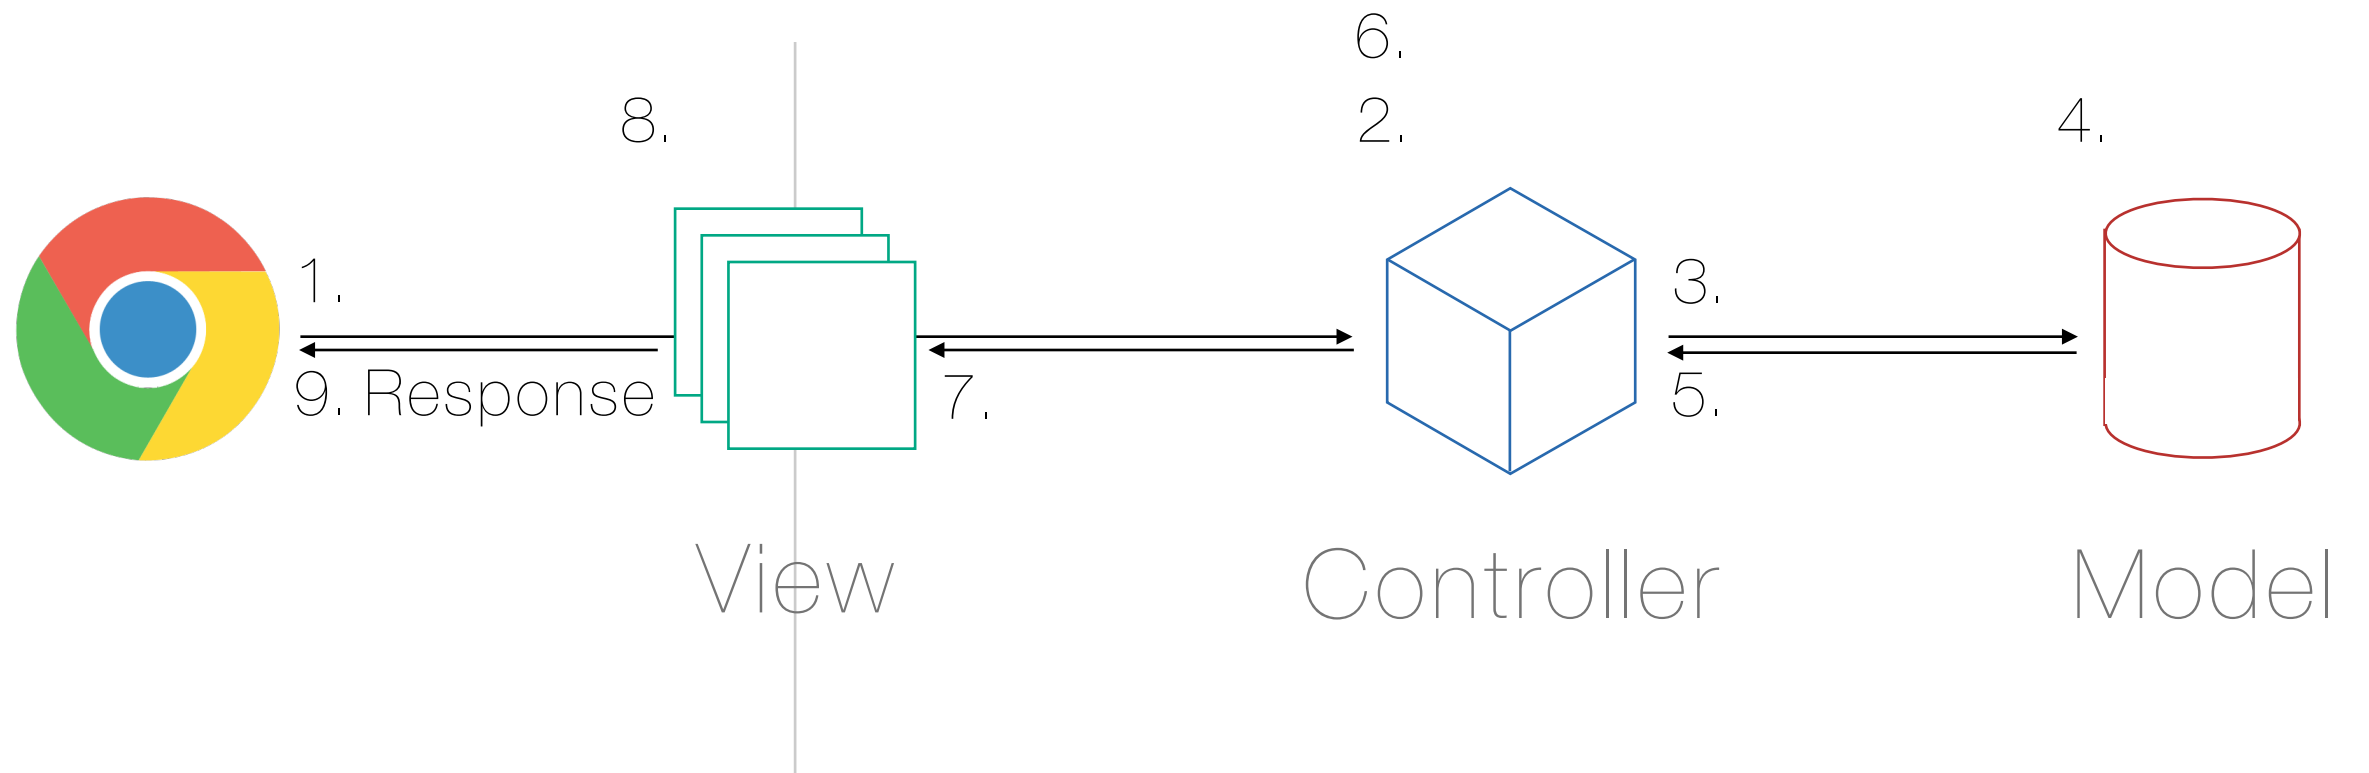 6.
8.
2.
4.
1.
3.
9. Response
7.
5.
View
Controller
Model